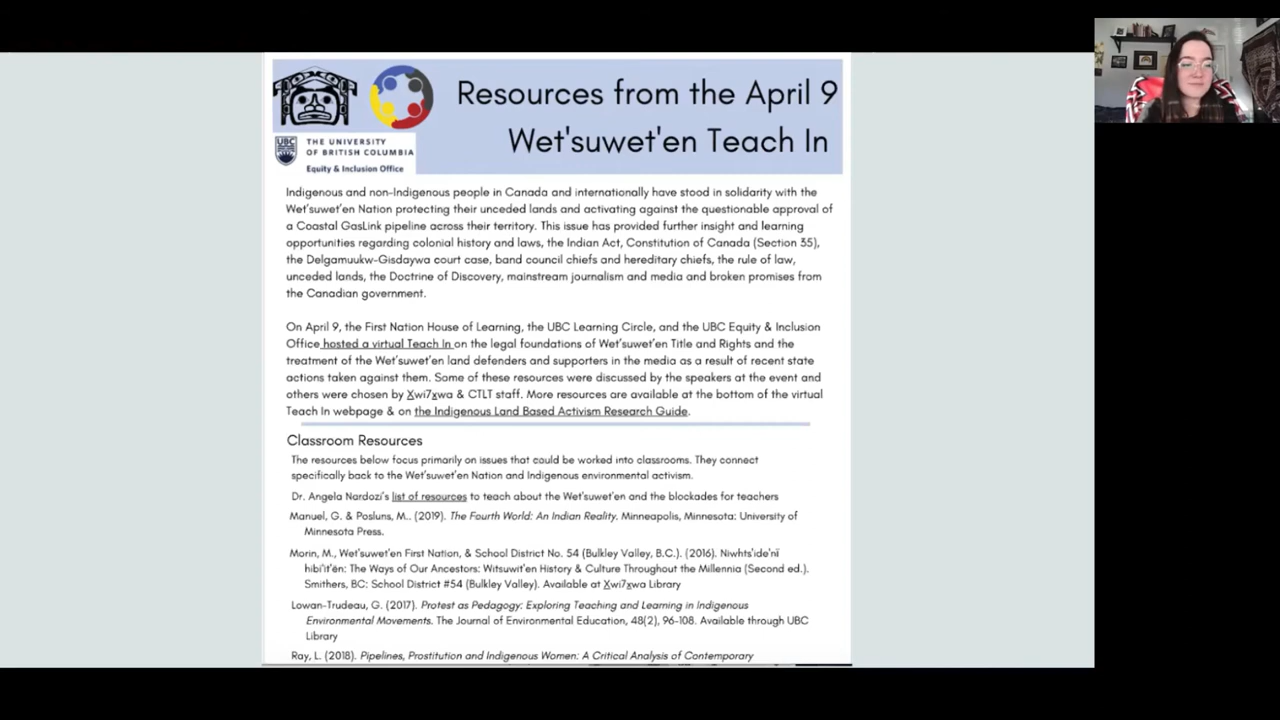 Resources from the April 9
Wet'suwet'en Teach In
UBC
THE UNIVERSITY
OF BRITISH COLUMBIA
Equity & Inclusion Office
Indigenous and non-Indigenous people in Canada and internationally have stood in solidarity with the
Wet'suwet'en Nation protecting their unceded lands and activating against the questionable approval of
a Coastal GasLink pipeline across their territory. This issue has provided further insight and learning
opportunities regarding colonial history and laws, the Indian Act, Constitution of Canada (Section 35),
the Delgamuukw-Gisdaywa court case, band council chiefs and hereditary chiefs, the rule of law,
unceded lands, the Doctrine of Discovery, mainstream journalism and media and broken promises from
the Canadian government.
On April 9, the First Nation House of Learning, the UBC Learning Circle, and the UBC Equity & Inclusion
Office hosted a virtual Teach In on the legal foundations of Wet'suwet'en Title and Rights and the
treatment of the Wet'suwet'en land defenders and supporters in the media as a result of recent state
actions taken against them. Some of these resources were discussed by the speakers at the event and
others were chosen by X̱wi7x̱wa & CTLT staff. More resources are available at the bottom of the virtual
Teach In webpage & on the Indigenous Land Based Activism Research Guide.
Classroom Resources
The resources below focus primarily on issues that could be worked into classrooms. They connect
specifically back to the Wet'suwet'en Nation and Indigenous environmental activism.
Dr. Angela Nardozi's list of resources to teach about the Wet'suwet'en and the blockades for teachers
Manuel, G. & Posluns, M.. (2019). The Fourth World: An Indian Reality. Minneapolis, Minnesota: University of
Minnesota Press.
Morin, M., Wet'suwet'en First Nation, & School District No. 54 (Bulkley Valley, B.C.). (2016). Niwhts'ide'nï
hibi'it'ën: The Ways of Our Ancestors: Witsuwit'en History & Culture Throughout the Millennia (Second ed.).
Smithers, BC: School District #54 (Bulkley Valley). Available at X̱wi7x̱wa Library
Lowan-Trudeau, G. (2017). Protest as Pedagogy: Exploring Teaching and Learning in Indigenous
Environmental Movements. The Journal of Environmental Education, 48(2), 96-108. Available through UBC
Library
Ray, L. (2018). Pipelines, Prostitution and Indigenous Women: A Critical Analysis of Contemporary